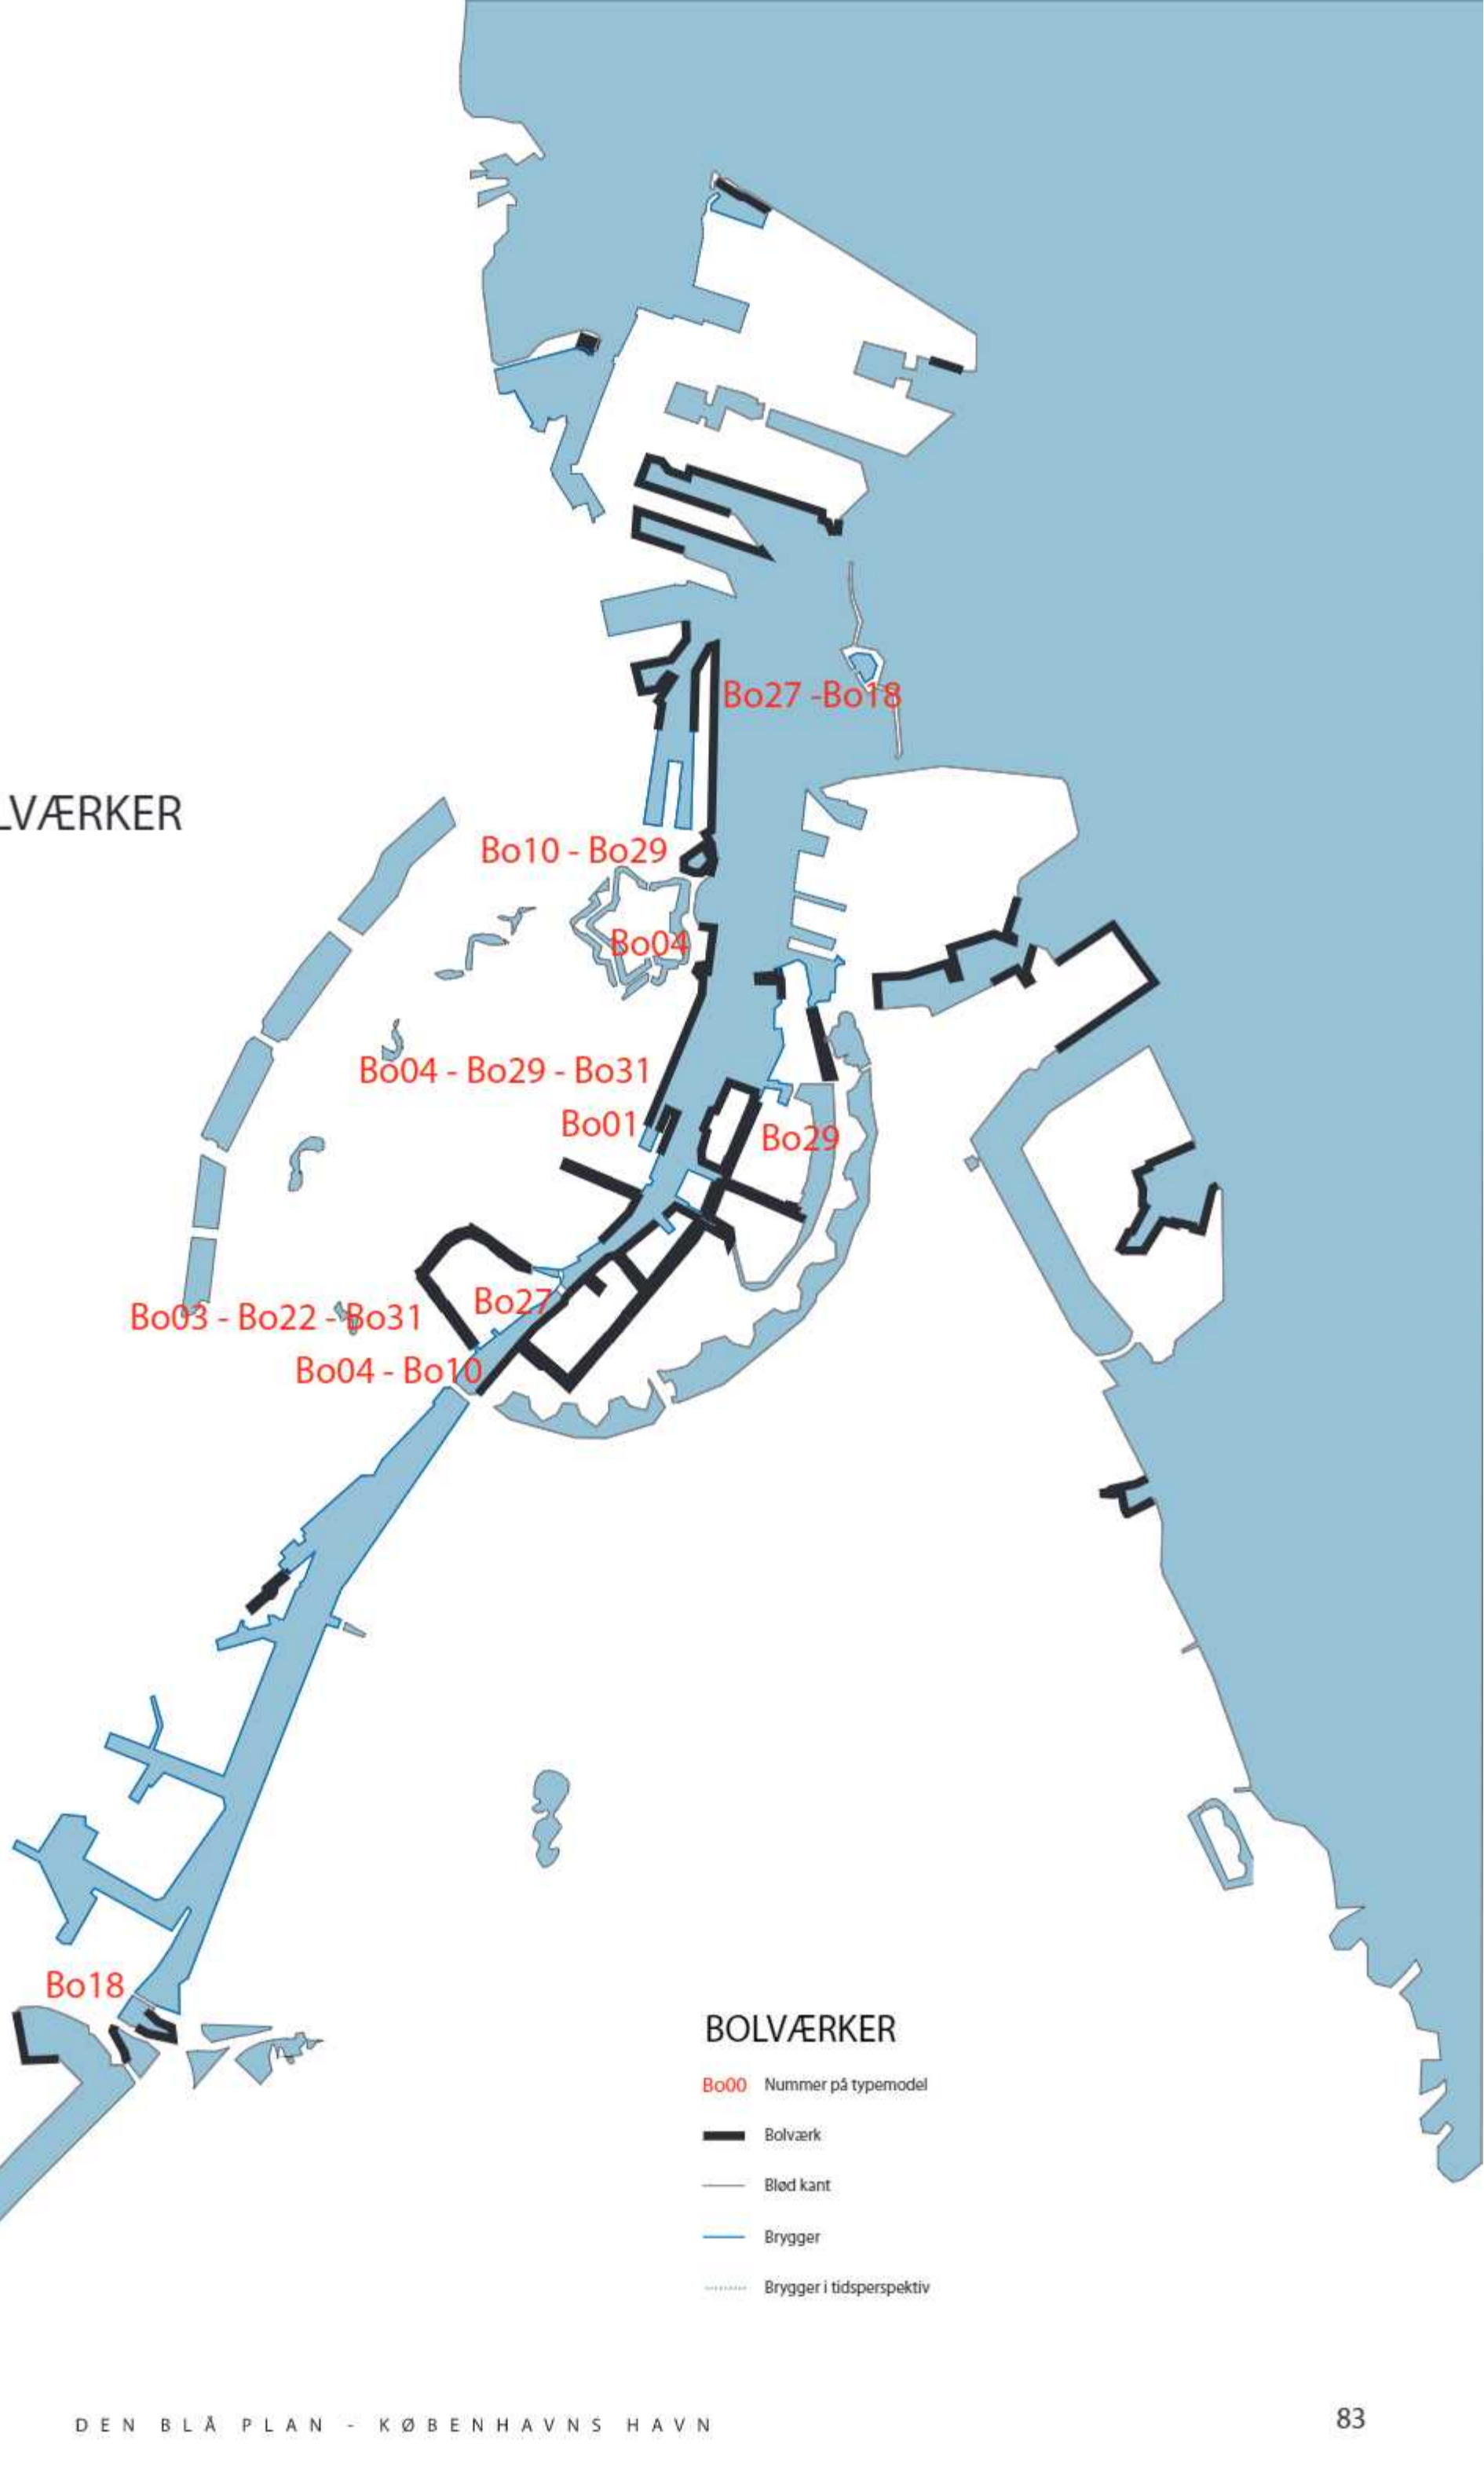 Bo27 -Bo18
LVÆRKER
Bo10 - Bo29
Bo04
Bo04 - Bo29 - Bo31
Bo01
Bo29
Bo27
Bo03 - Bo22 - Bo31
Bo04 - Bo10
Bo18
BOLVÆRKER
Bo00 Nummer på typemodel
Bolværk
Blød kant
Brygger
Brygger i tidsperspektiv
DEN BLÅ PLAN - KØBENHAVNS HAVN
83